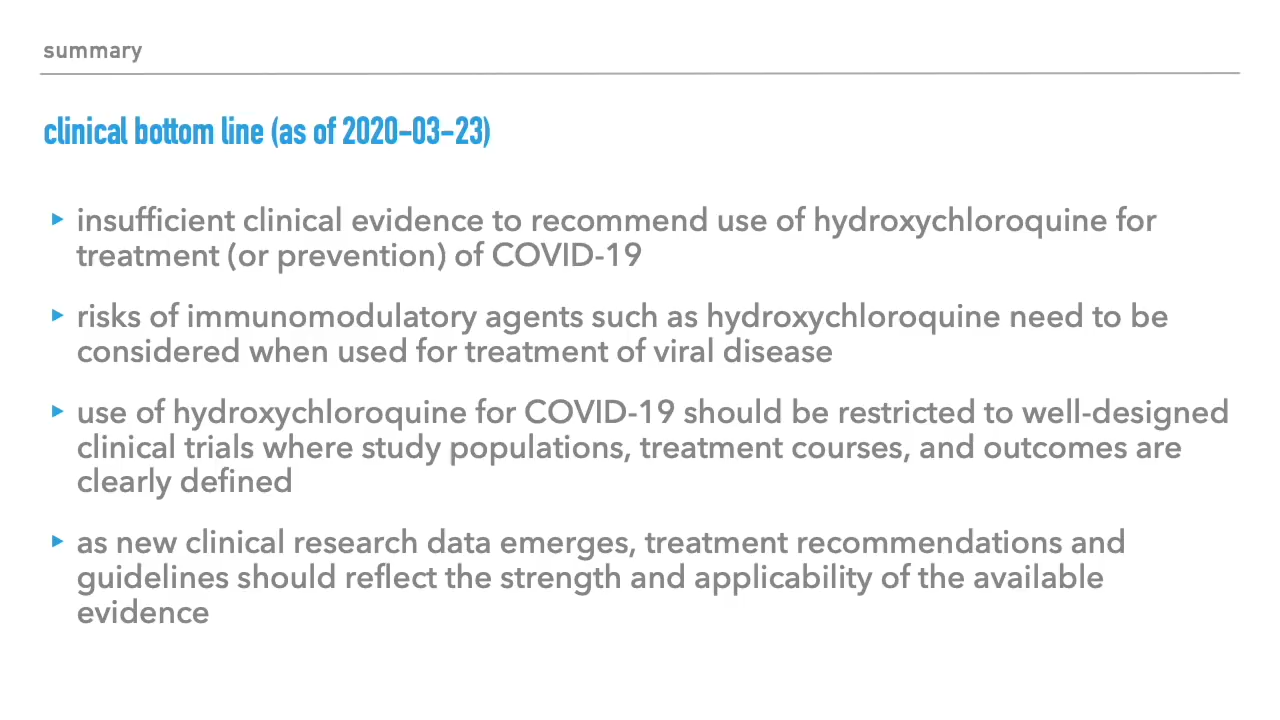 summary
clinical bottom line (as of 2020-03-23)
▸ insufficient clinical evidence to recommend use of hydroxychloroquine for
treatment (or prevention) of COVID-19
▸ risks of immunomodulatory agents such as hydroxychloroquine need to be
considered when used for treatment of viral disease
▸ use of hydroxychloroquine for COVID-19 should be restricted to well-designed
clinical trials where study populations, treatment courses, and outcomes are
clearly defined
▸ as new clinical research data emerges, treatment recommendations and
guidelines should reflect the strength and applicability of the available
evidence